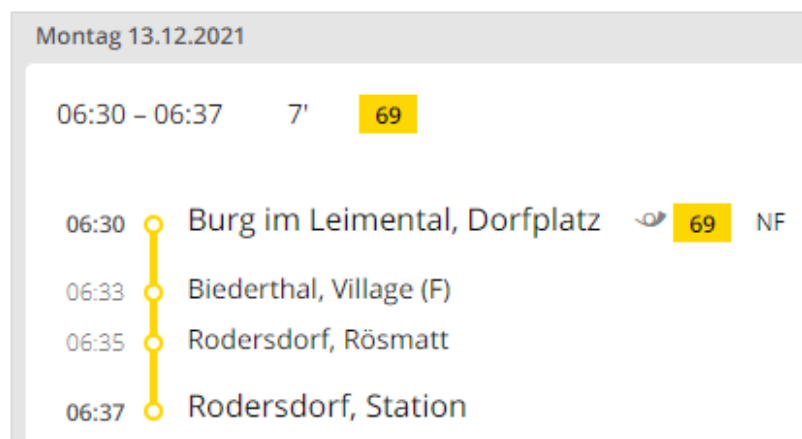 Montag 13.12.2021
06:30 – 06:37 7' 69
06:30 Burg im Leimental, Dorfplatz 69 NF
06:33 Biederthal, Village (F)
06:35 Rodersdorf, Rösmatt
06:37 Rodersdorf, Station